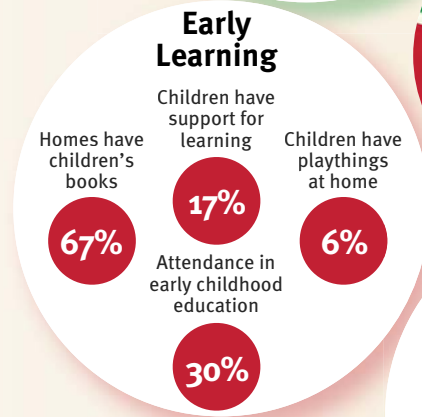 Early
Learning
Children have
support for
learning
17%
Homes have
children's
books
67%
Children have
playthings
at home
6%
Attendance in
early childhood
education
30%